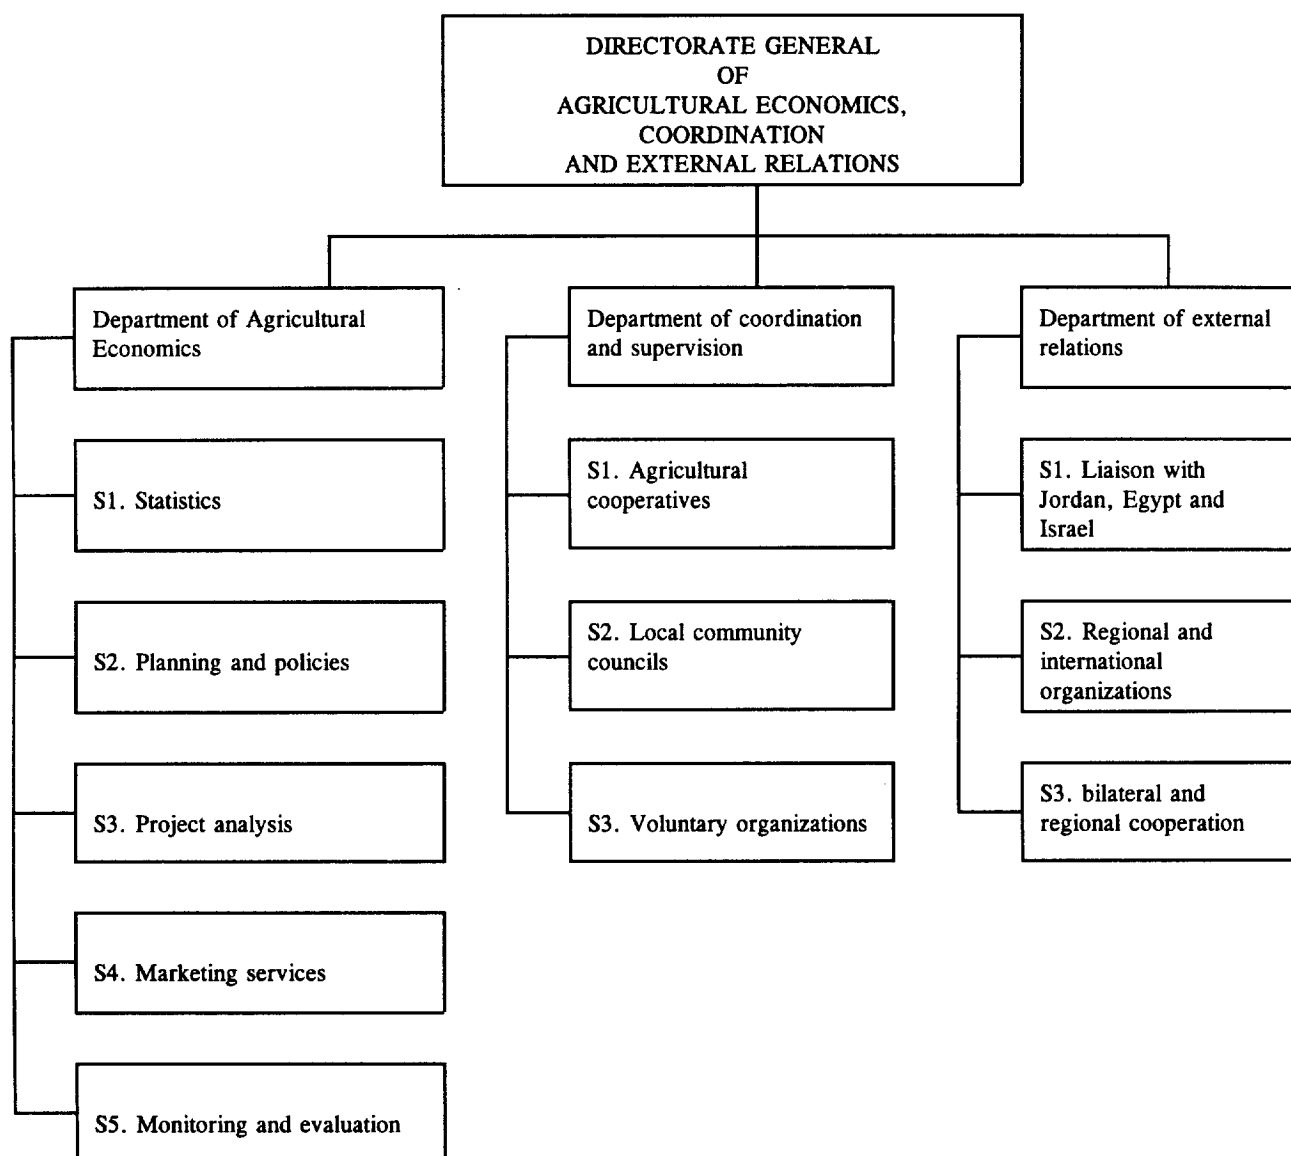 DIRECTORATE GENERAL
OF
AGRICULTURAL ECONOMICS,
COORDINATION
AND EXTERNAL RELATIONS
Department of Agricultural
Economics
S1. Statistics
S2. Planning and policies
S3. Project analysis
S4. Marketing services
S5. Monitoring and evaluation
Department of coordination
and supervision
S1. Agricultural
cooperatives
S2. Local community
councils
S3. Voluntary organizations
Department of external
relations
S1. Liaison with
Jordan, Egypt and
Israel
S2. Regional and
international
organizations
S3. bilateral and
regional cooperation